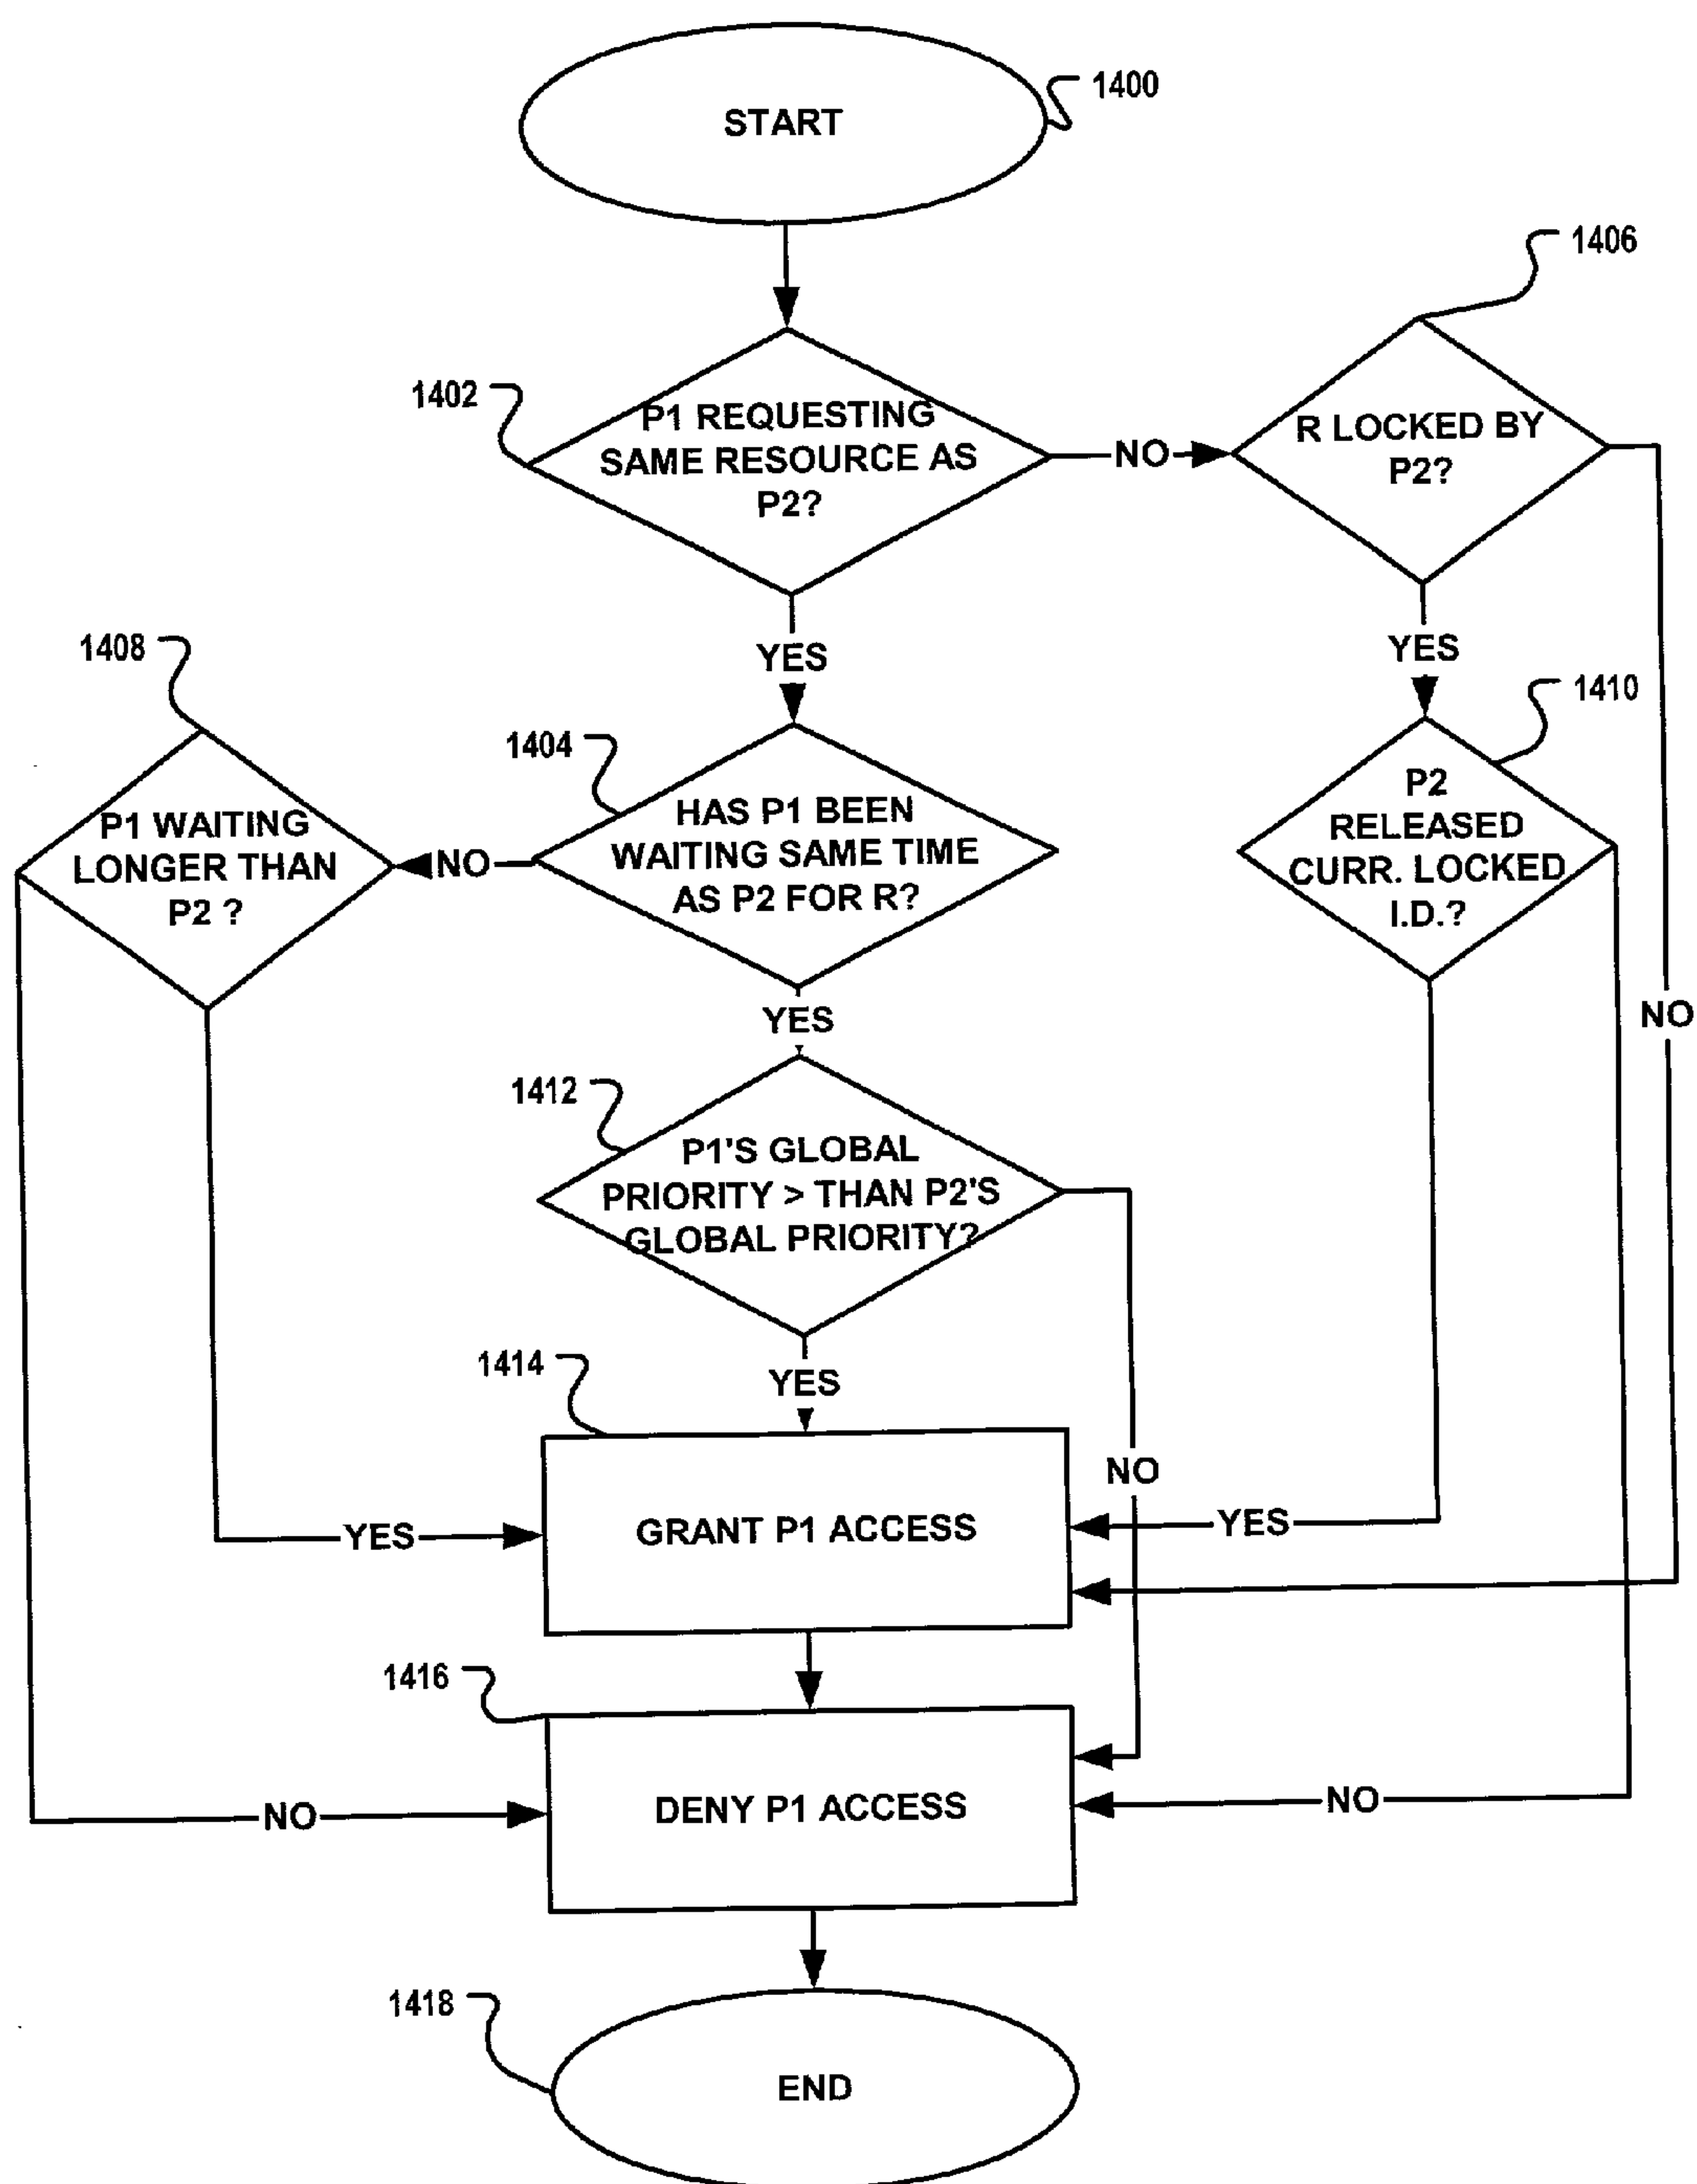 START
1400
1406
1402
P1 REQUESTING
SAME RESOURCE AS
P2?
NO
R LOCKED BY
P2?
YES
YES
1408
1410
1404
P1 WAITING
LONGER THAN
P2 ?
NO
HAS P1 BEEN
WAITING SAME TIME
AS P2 FOR R?
P2
RELEASED
CURR. LOCKED
I.D.?
NO
YES
1412
P1'S GLOBAL
PRIORITY > THAN P2'S
GLOBAL PRIORITY?
YES
1414
NO
YES
GRANT P1 ACCESS
YES
1416
NO
DENY P1 ACCESS
NO
1418
END